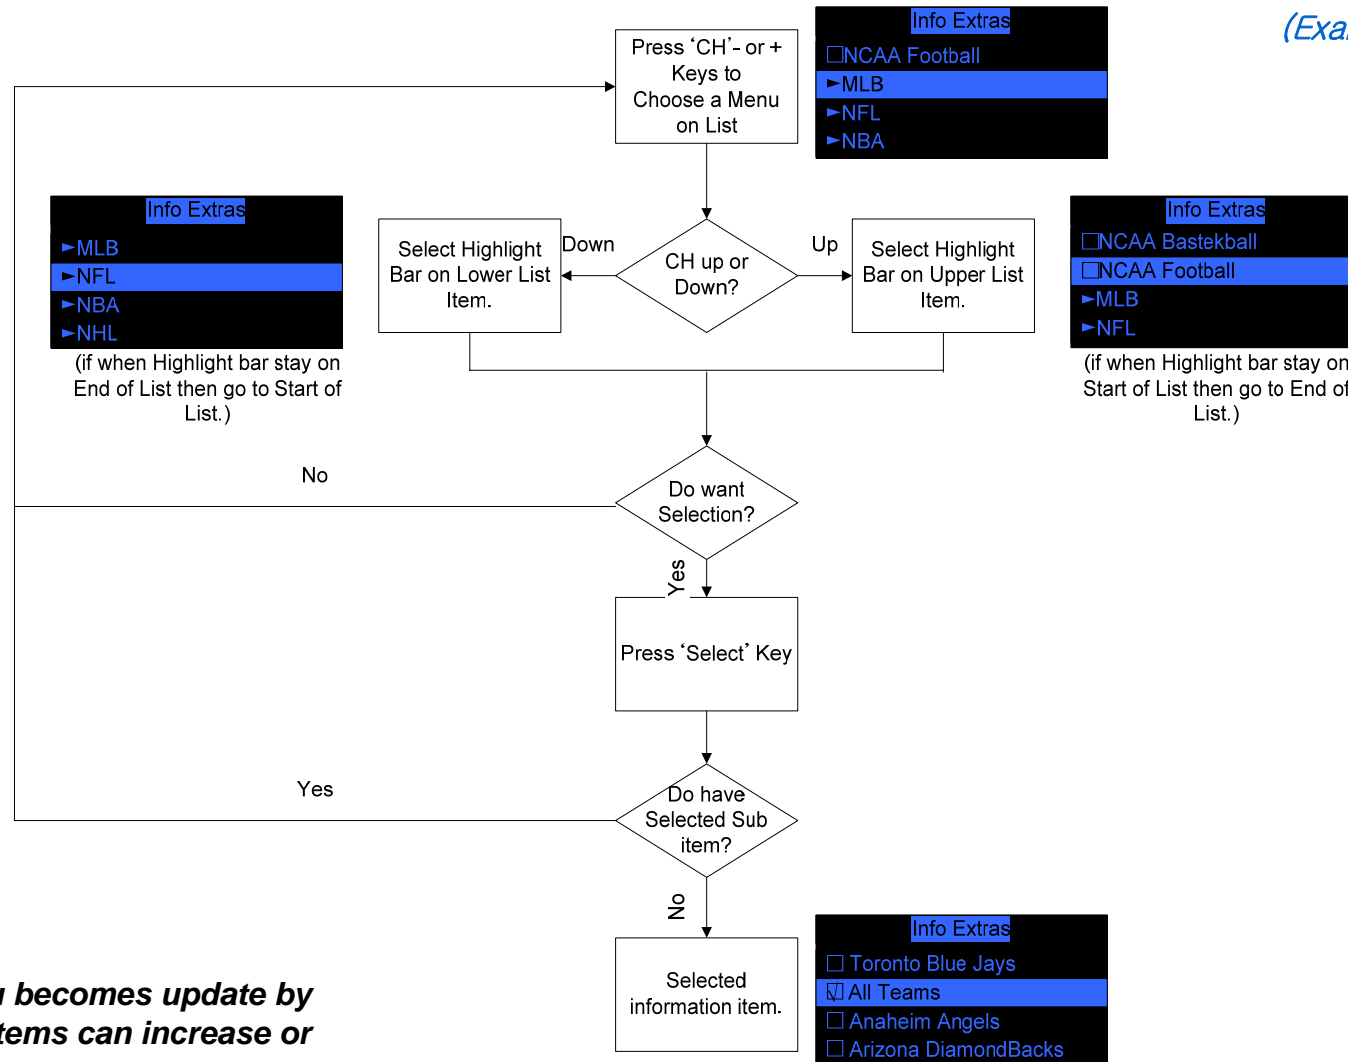 (Exa
Press ‘CH’- or +
Keys to
Choose a Menu
on List
Info Extras
□NCAA Football
►MLB
►NFL
►NBA
Info Extras
►MLB
►NFL
►NBA
►NHL
(if when Highlight bar stay on
End of List then go to Start of
List.)
Select Highlight
Bar on Lower List
Item.
Down
CH up or
Down?
Up
Select Highlight
Bar on Upper List
Item.
Info Extras
□NCAA Bastekball
□NCAA Football
►MLB
►NFL
(if when Highlight bar stay on
Start of List then go to End of
List.)
No
Do want
Selection?
Yes
Press ‘Select’ Key
Yes
Do have
Selected Sub
item?
No
Selected
information item.
Info Extras
□ Toronto Blue Jays
☑ All Teams
□ Anaheim Angels
□ Arizona DiamondBacks
becomes update by
tems can increase or